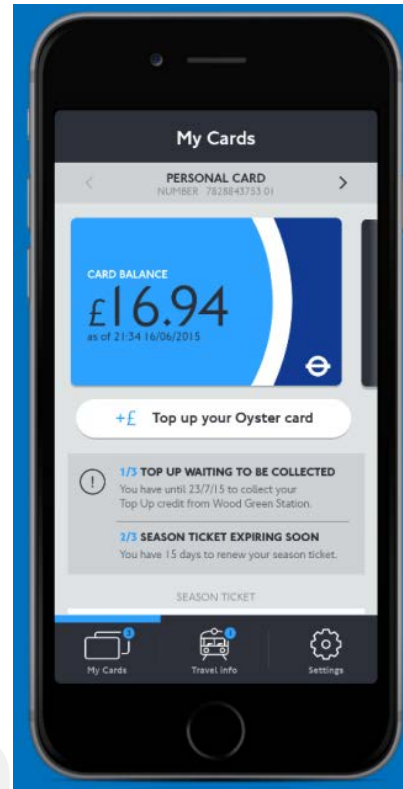 My Cards
PERSONAL CARD
NUMBER 7828843753 01
CARD BALANCE
£16.94
as of 21:34 16/06/2015
+£ Top up your Oyster card
1/3 TOP UP WAITING TO BE COLLECTED
You have until 23/7/15 to collect your
Top Up credit from Wood Green Station.
2/3 SEASON TICKET EXPIRING SOON
You have 15 days to renew your season ticket.
SEASON TICKET
3 1
My Cards Travel info Settings